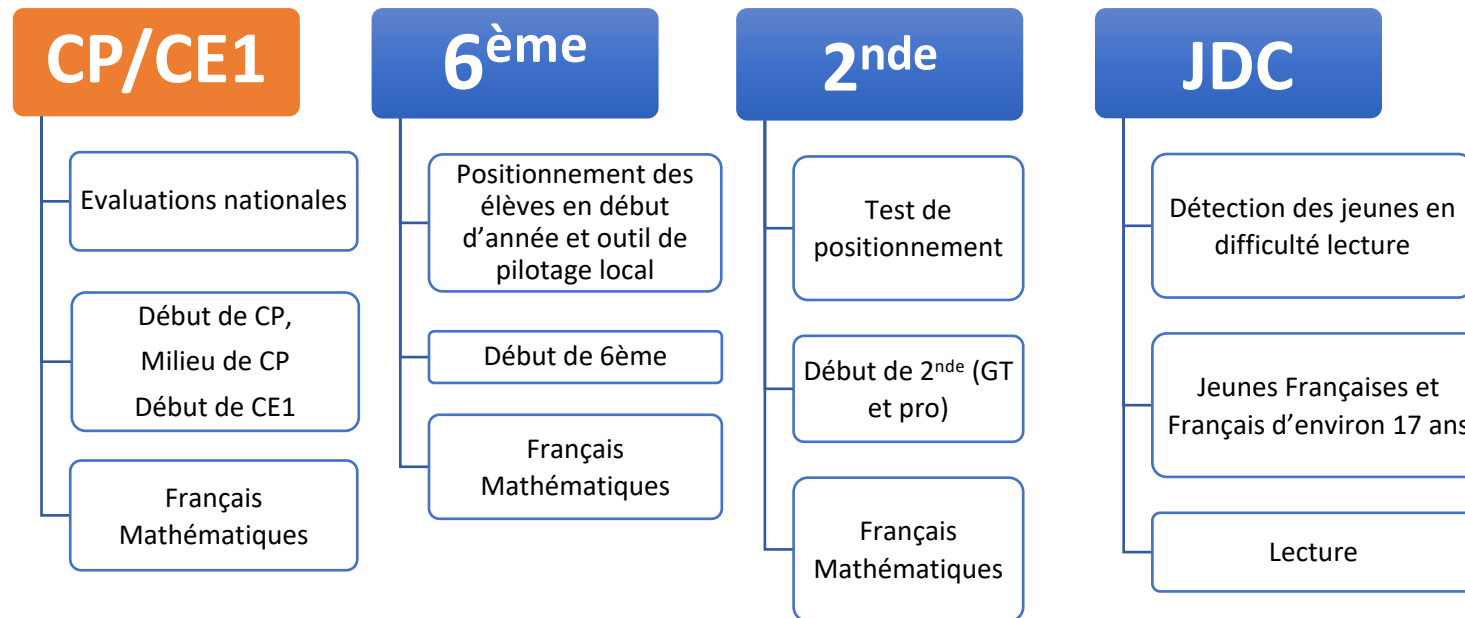 CP/CE1
Evaluations nationales
Début de CP,
Milieu de CP
Début de CE1
Français
Mathématiques
6ème
Positionnement des
élèves en début
d’année et outil de
pilotage local
Début de 6ème
Français
Mathématiques
2nde
Test de
positionnement
Début de 2nde (GT
et pro)
Français
Mathématiques
JDC
Détection des jeunes en
difficulté lecture
Jeunes Françaises et
Français d’environ 17 ans
Lecture